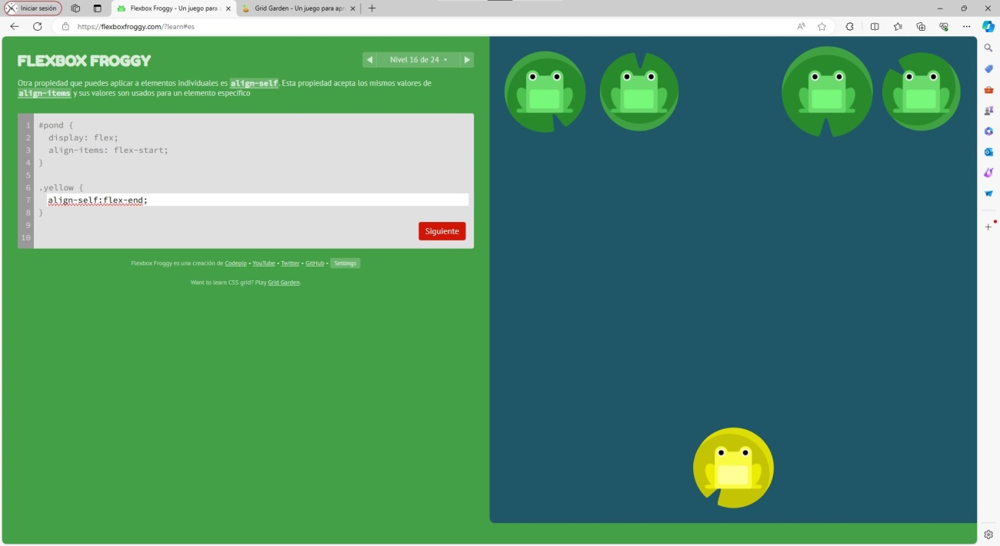 Iniciar sesión
Flexbox Froggy - Un juego para a
Grid Garden - Un juego para apr
https://flexboxfroggy.com/?learn#es
FLEXBOX FROGGY
Nivel 16 de 24
Otra propiedad que puedes aplicar a elementos individuales es align-self. Esta propiedad acepta los mismos valores de
align-items y sus valores son usados para un elemento específico
1 #pond {
2 display: flex;
3 align-items: flex-start;
4 }
5
6 .yellow {
7 align-self:flex-end;
8 }
9
10
Siguiente
Flexbox Froggy es una creación de Codepip • YouTube • Twitter • GitHub • Settings
Want to learn CSS grid? Play Grid Garden.